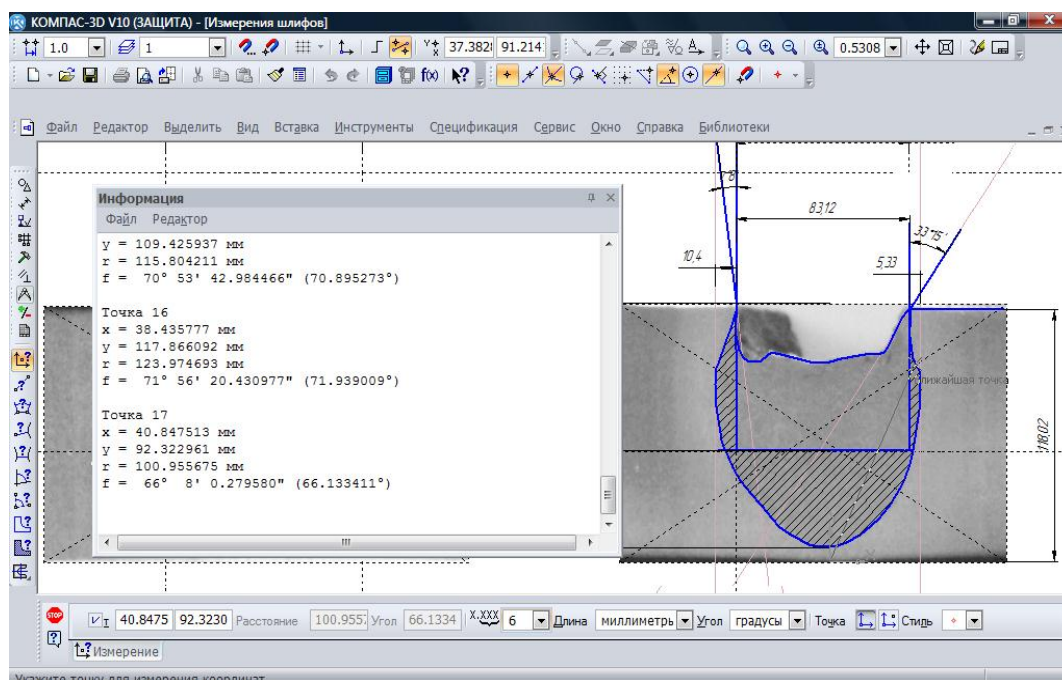 КОМПАС-3D V10 (ЗАЩИТА) - [Измерения шлифов]
1.0 1 37.382 91.214 0.5308
Файл Редактор Выделить Вид Вставка Инструменты Спецификация Сервис Окно Справка Библиотеки
Информация
Файл Редактор
y = 109.425937 мм
r = 115.804211 мм
f = 70° 53' 42.984466" (70.895273°)
Точка 16
x = 38.435777 мм
y = 117.866092 мм
r = 123.974693 мм
f = 71° 56' 20.430977" (71.939009°)
Точка 17
x = 40.847513 мм
y = 92.322961 мм
r = 100.955675 мм
f = 66° 8' 0.279580" (66.133411°)
83,12
33°15'
10,4
5,33
точка
118,02
40.8475 92.3230 Расстояние 100.955 Угол 66.1334 X.XXX 6 Длина миллиметры Угол градусы Точка Стиль
Измерение
Укажите точку для измерения координат